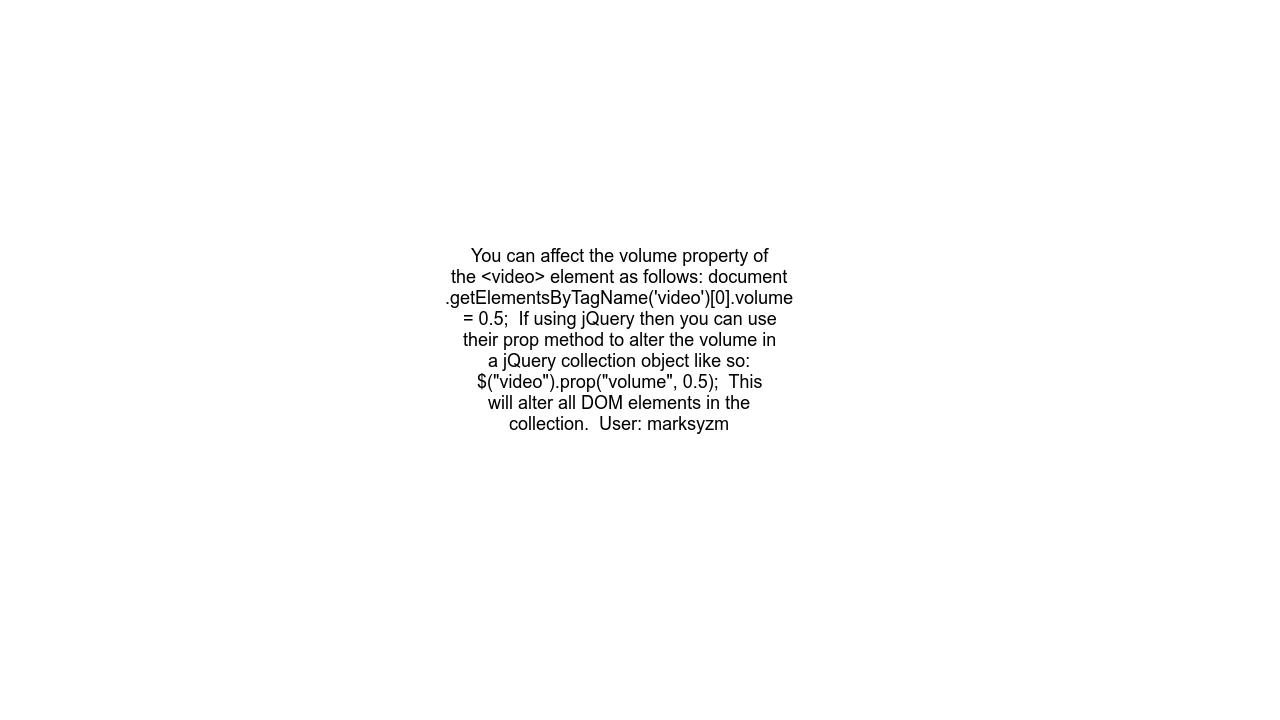 You can affect the volume property of
the <video> element as follows: document
.getElementsByTagName('video')[0].volume
= 0.5;  If using jQuery then you can use
their prop method to alter the volume in
a jQuery collection object like so:
$("video").prop("volume", 0.5);  This
will alter all DOM elements in the
collection.  User: marksyzm